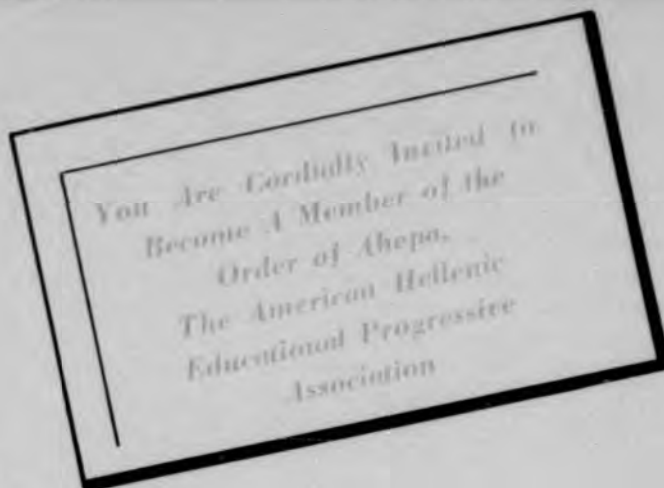 You Are Cordially Invited to
Become A Member of the
Order of Ahepa,
The American Hellenic
Educational Progressive
Association